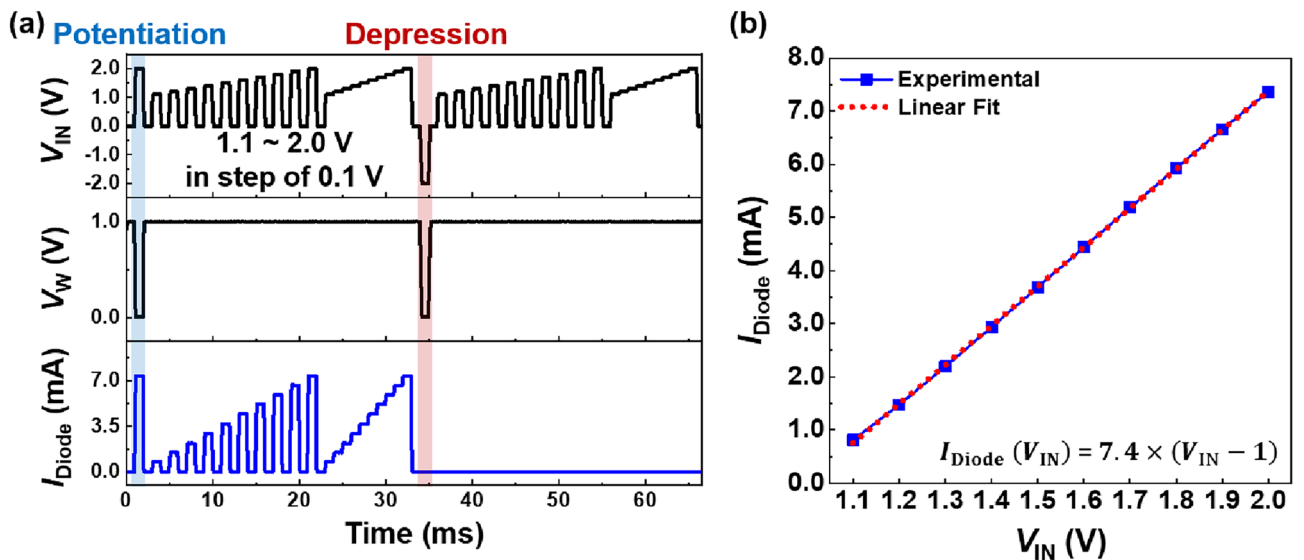 (a)
Potentiation
Depression
V_IN (V)
2.0
1.0
0.0
-1.0
-2.0
1.1 ~ 2.0 V
in step of 0.1 V
V_W (V)
1.0
0.0
I_Diode (mA)
7.0
3.5
0.0
0 10 20 30 40 50 60
Time (ms)
(b)
I_Diode (mA)
8.0
7.0
6.0
5.0
4.0
3.0
2.0
1.0
0.0
Experimental
Linear Fit
I_Diode (V_IN) = 7.4 × (V_IN − 1)
1.1 1.2 1.3 1.4 1.5 1.6 1.7 1.8 1.9 2.0
V_IN (V)